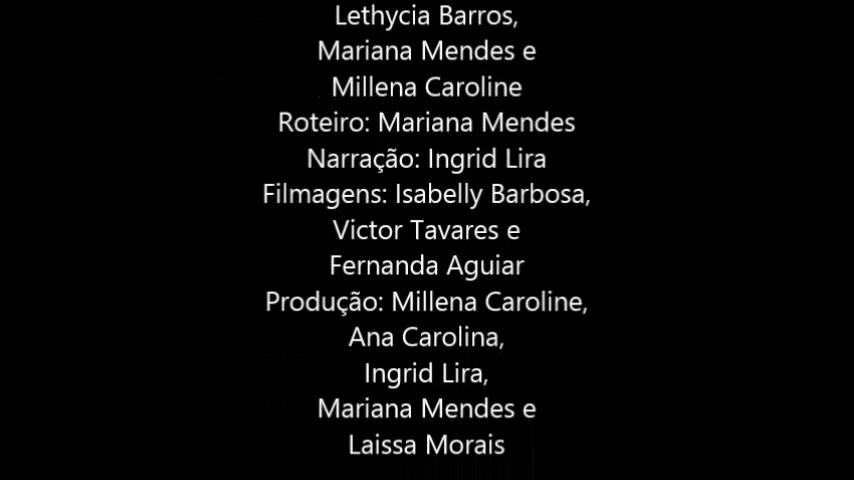 Lethycia Barros,
Mariana Mendes e
Millena Caroline
Roteiro: Mariana Mendes
Narração: Ingrid Lira
Filmagens: Isabelly Barbosa,
Victor Tavares e
Fernanda Aguiar
Produção: Millena Caroline,
Ana Carolina,
Ingrid Lira,
Mariana Mendes e
Laissa Morais